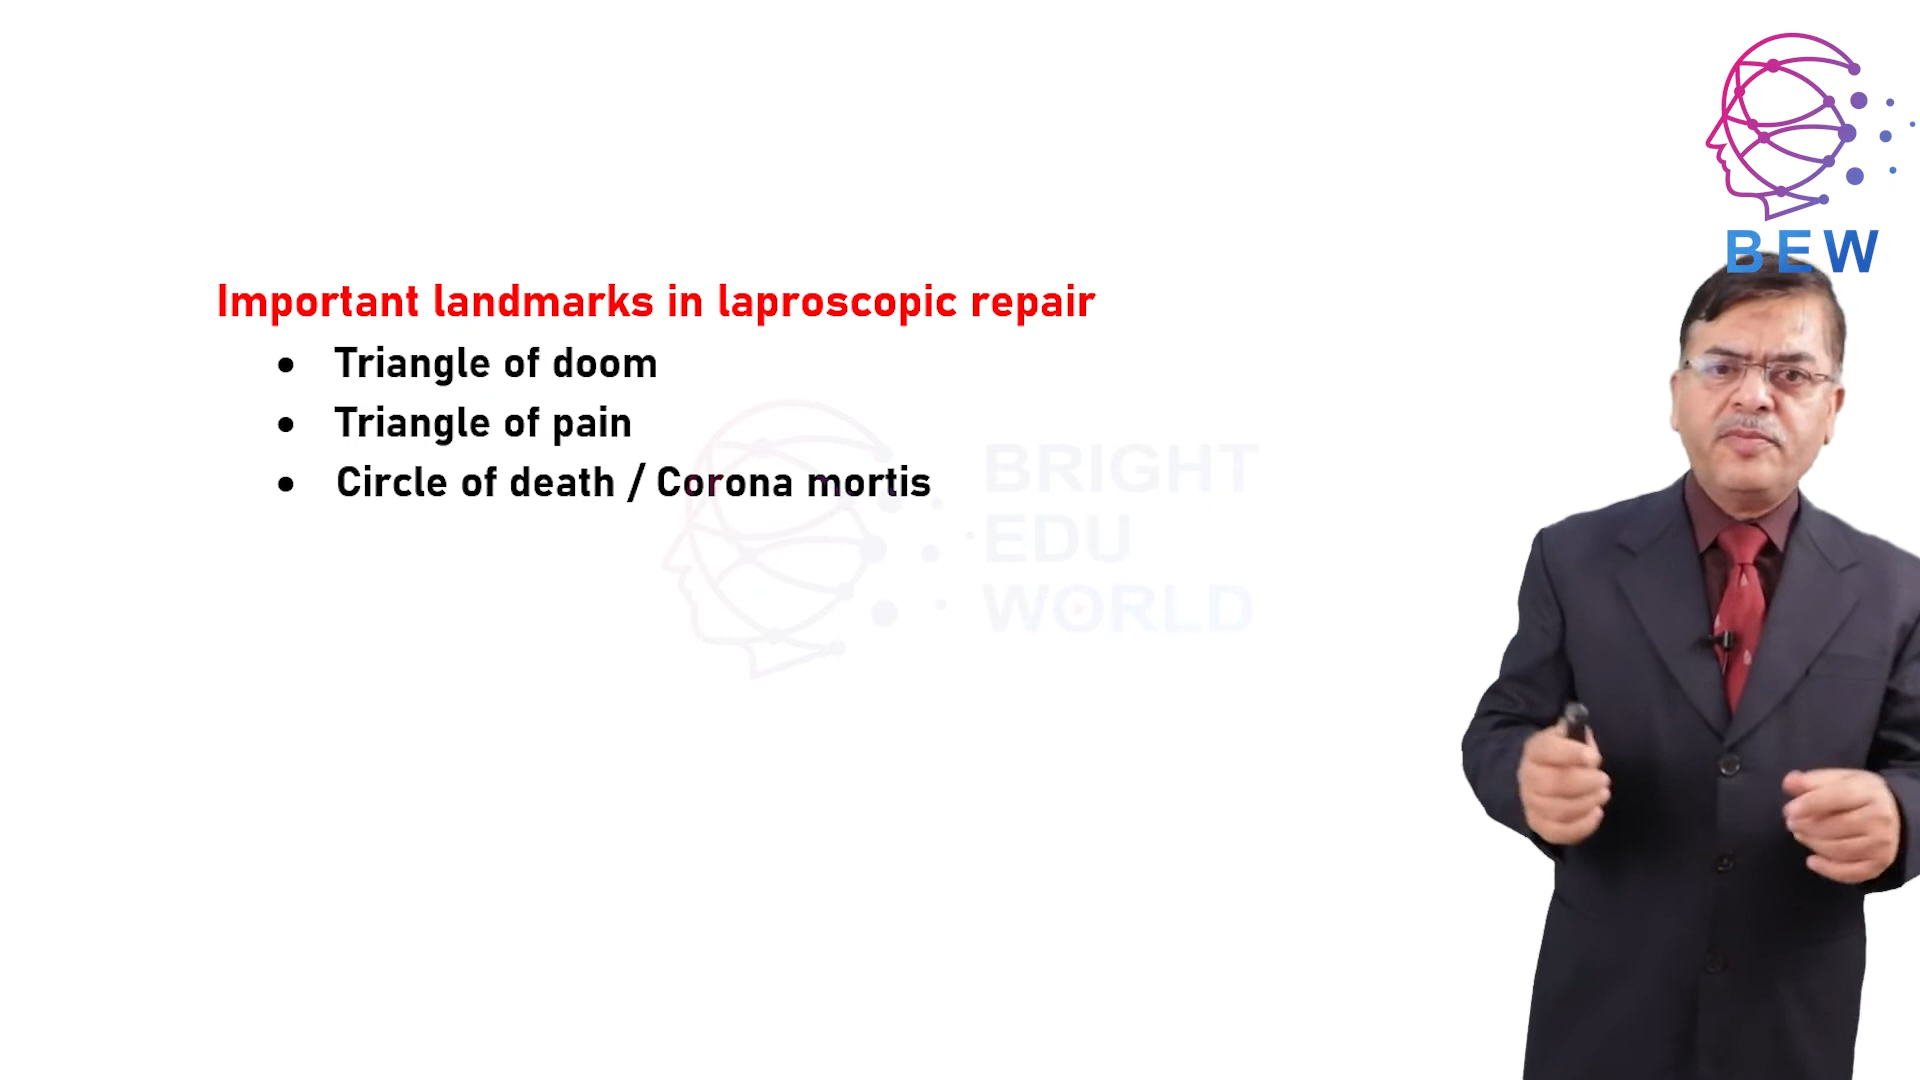 BEW
Important landmarks in laproscopic repair
• Triangle of doom
• Triangle of pain
• Circle of death / Corona mortis
BRIGHT
EDU
WORLD